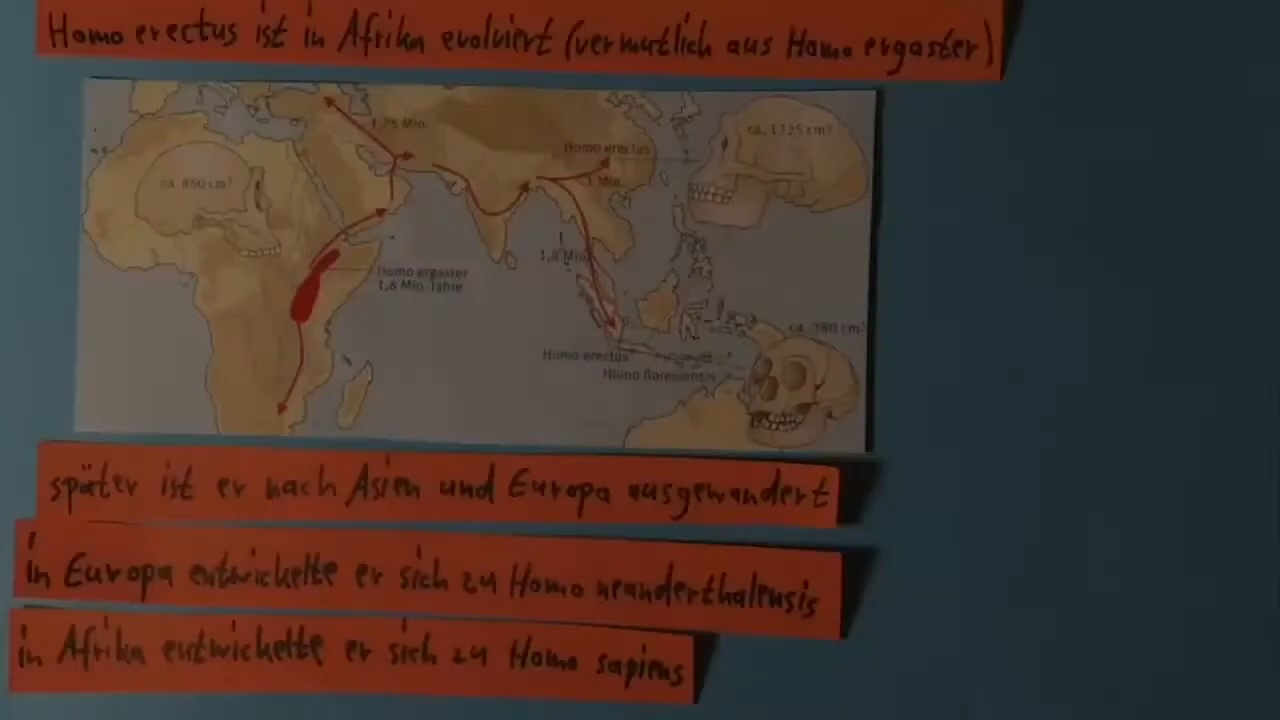 Homo erectus ist in Afrika evolviert (vermutlich aus Homo ergaster)
1,75 Mio.
ca. 1225 cm³
Homo erectus
1 Mio.
ca. 850 cm³
1,8 Mio.
Homo ergaster
1,8 Mio. Jahre
ca. 380 cm³
Homo erectus
Homo floresiensis
später ist er nach Asien und Europa ausgewandert
in Europa entwickelte er sich zu Homo neanderthalensis
in Afrika entwickelte er sich zu Homo sapiens